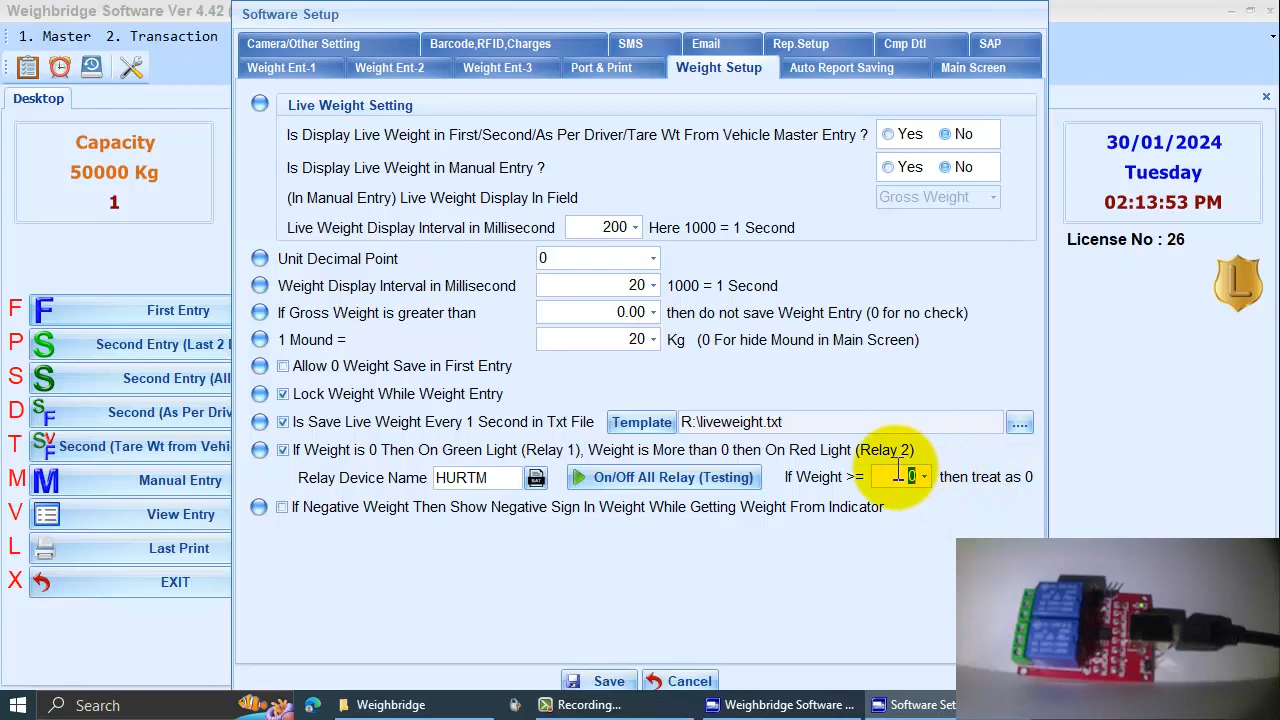 Weighbridge Software Ver 4.42 (
Software Setup
1. Master 2. Transaction
Camera/Other Setting Barcode,RFID,Charges SMS Email Rep.Setup Cmp Dtl SAP
Weight Ent-1 Weight Ent-2 Weight Ent-3 Port & Print Weight Setup Auto Report Saving Main Screen
Desktop
Capacity
50000 Kg
1
30/01/2024
Tuesday
02:13:53 PM
License No : 26
L
Live Weight Setting
Is Display Live Weight in First/Second/As Per Driver/Tare Wt From Vehicle Master Entry ? Yes No
Is Display Live Weight in Manual Entry ? Yes No
(In Manual Entry) Live Weight Display In Field Gross Weight
Live Weight Display Interval in Millisecond 200 Here 1000 = 1 Second
Unit Decimal Point 0
Weight Display Interval in Millisecond 20 1000 = 1 Second
If Gross Weight is greater than 0.00 then do not save Weight Entry (0 for no check)
1 Mound = 20 Kg (0 For hide Mound in Main Screen)
Allow 0 Weight Save in First Entry
Lock Weight While Weight Entry
Is Save Live Weight Every 1 Second in Txt File Template R:\liveweight.txt ....
If Weight is 0 Then On Green Light (Relay 1), Weight is More than 0 then On Red Light (Relay 2)
Relay Device Name HURTM BAT On/Off All Relay (Testing) If Weight >= 0 then treat as 0
If Negative Weight Then Show Negative Sign In Weight While Getting Weight From Indicator
F F First Entry
P S Second Entry (Last 2 D
S S Second Entry (All
D SF Second (As Per Driv
T SVF Second (Tare Wt from Vehic
M M Manual Entry
V View Entry
L Last Print
X EXIT
Save Cancel
Search Weighbridge Recording... Weighbridge Software ... Software Set